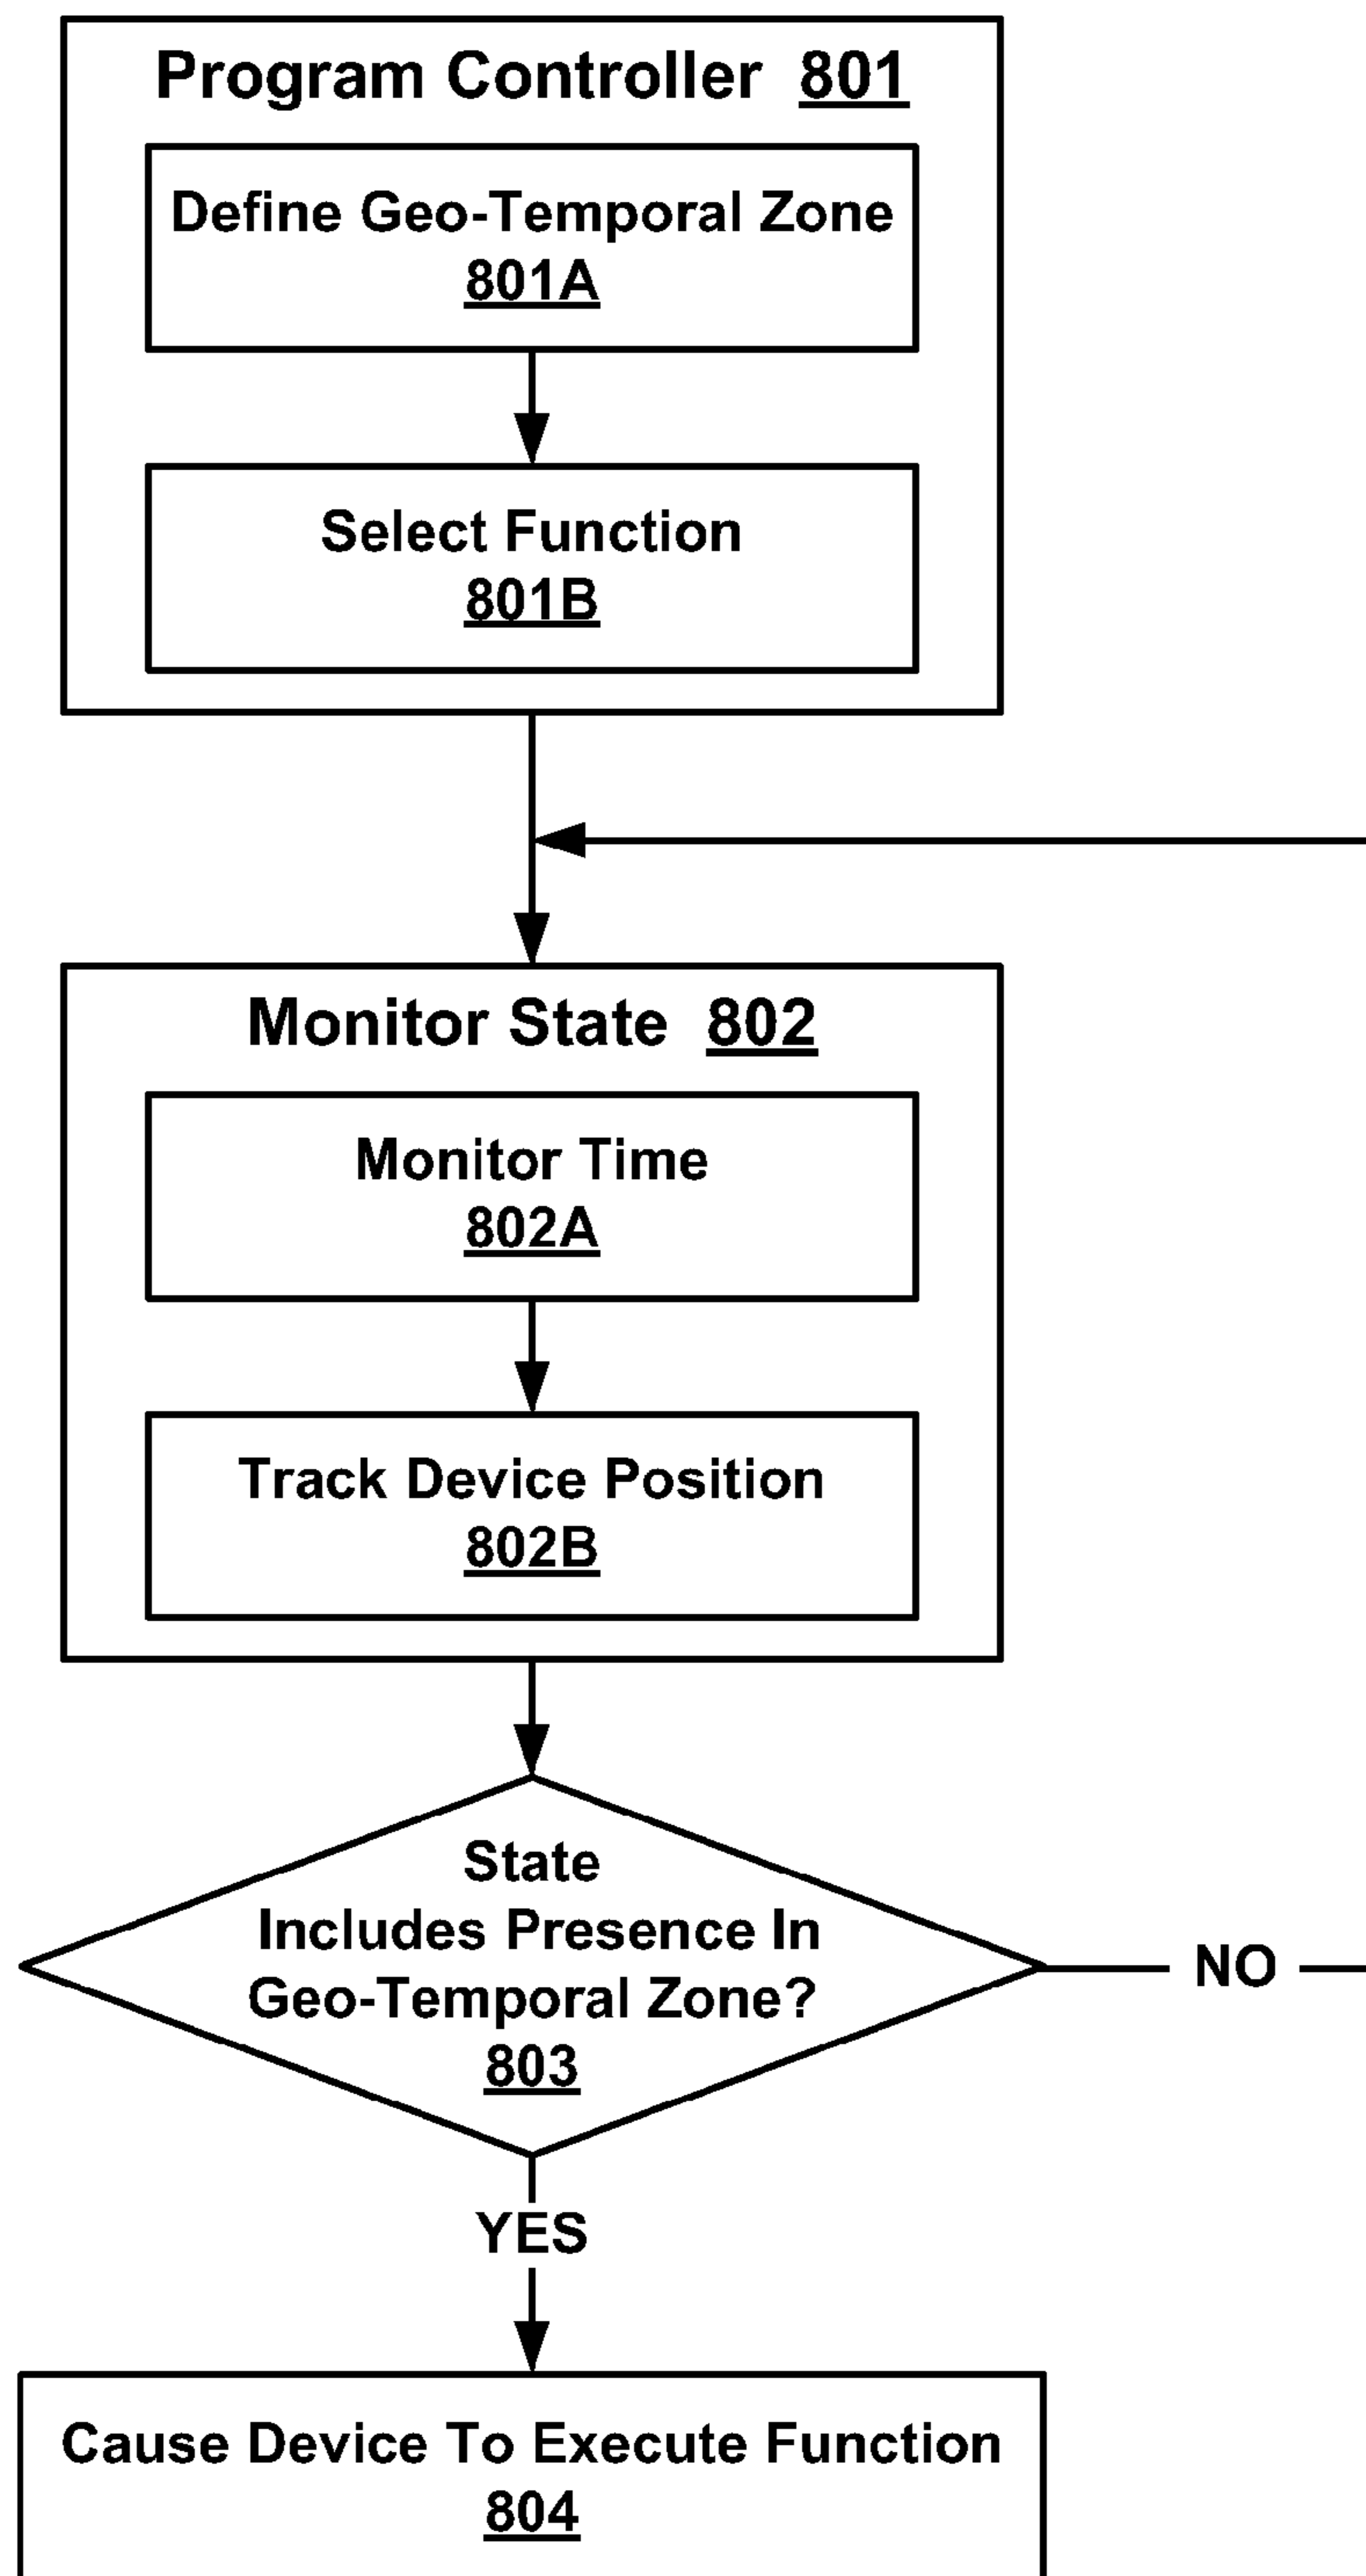 Program Controller 801
Define Geo-Temporal Zone
801A
Select Function
801B
Monitor State 802
Monitor Time
802A
Track Device Position
802B
State
Includes Presence In
Geo-Temporal Zone?
803
NO
YES
Cause Device To Execute Function
804